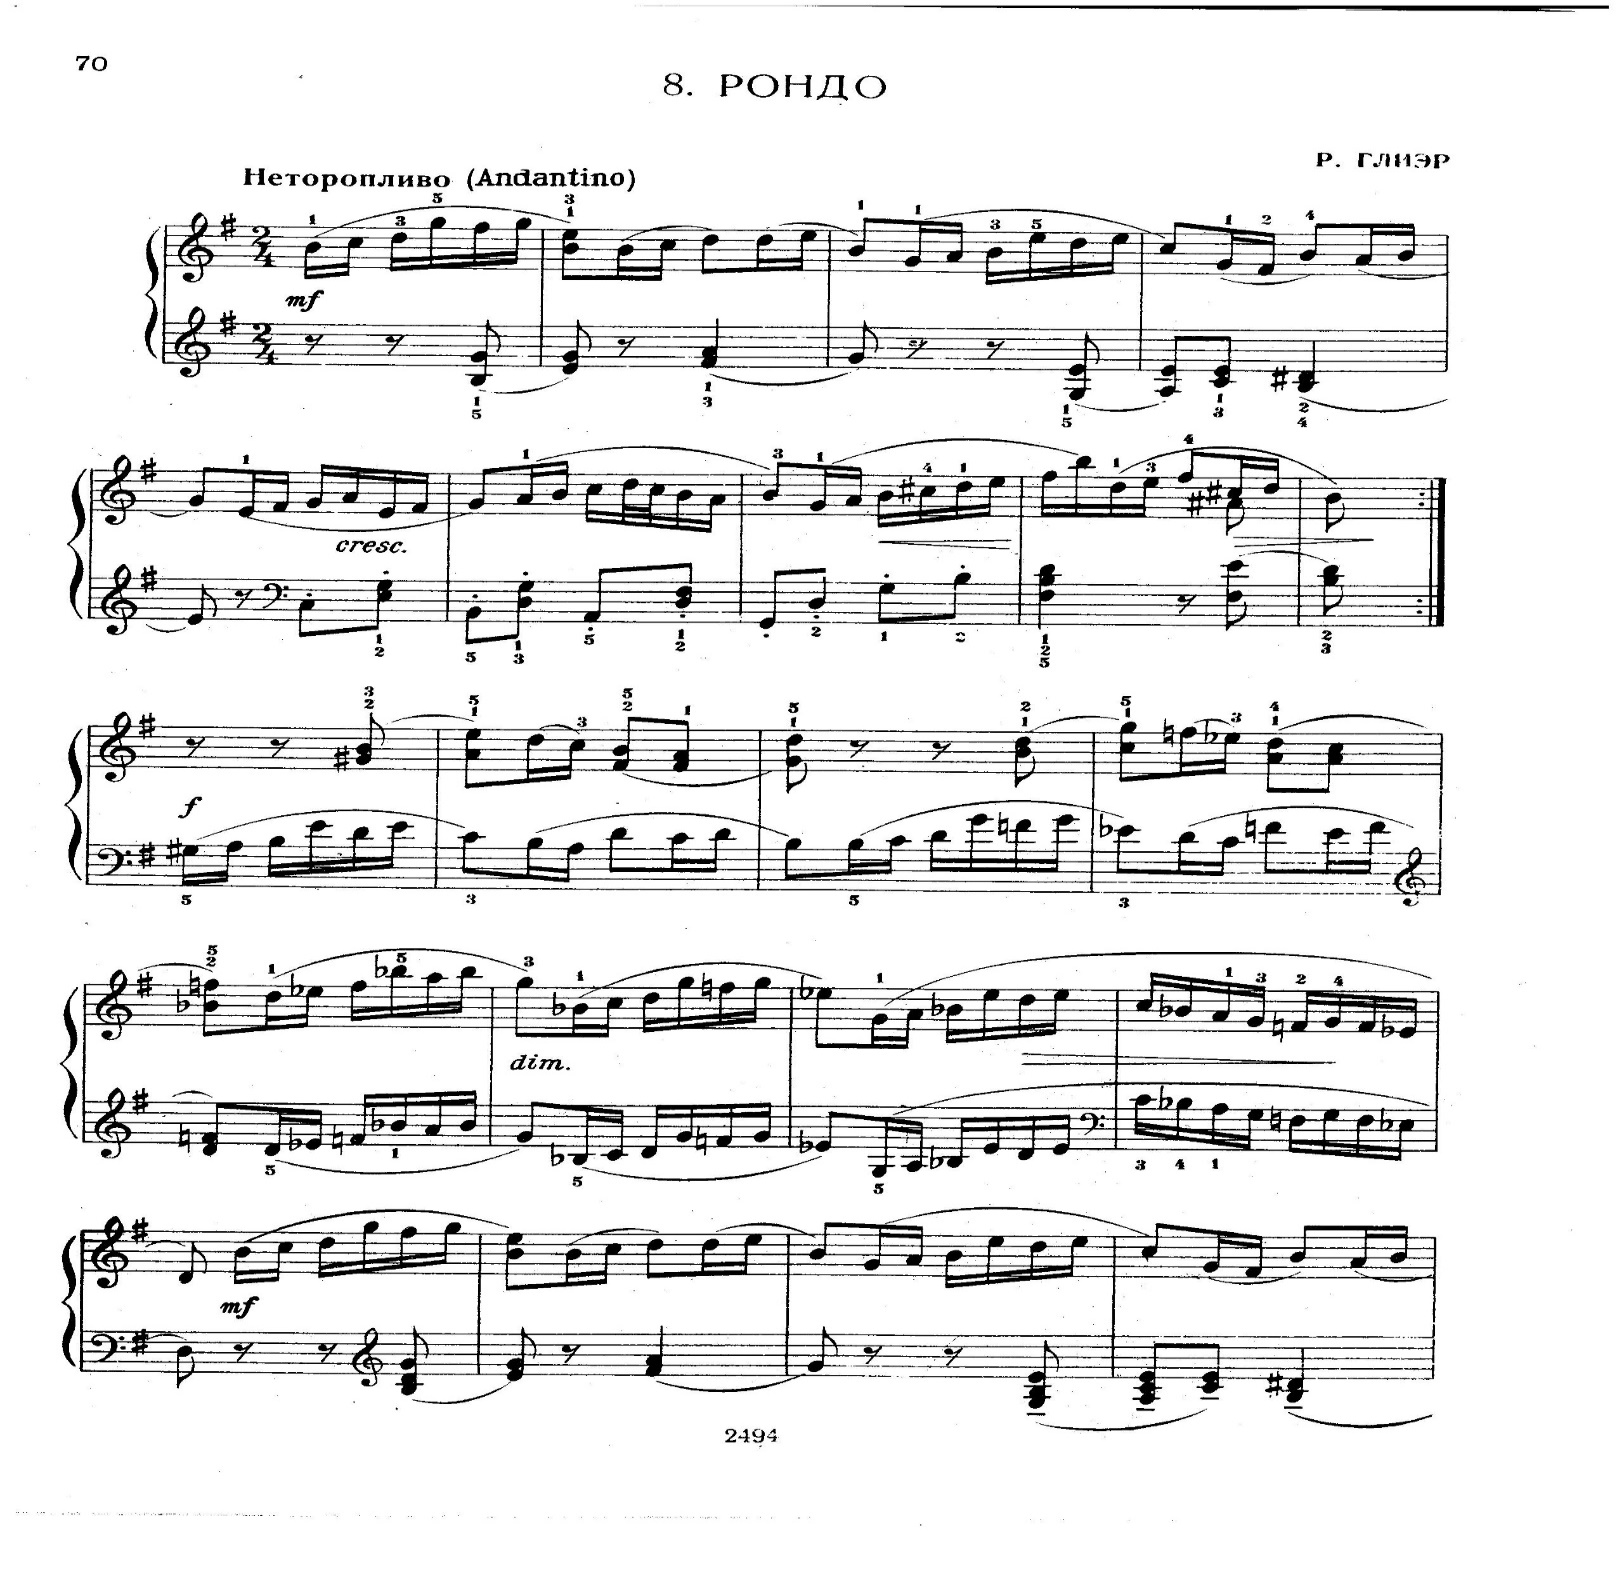 70
8. РОНДО
Р. ГЛИЭР
Неторопливо (Andantino)
mf
cresc.
f
dim.
mf
2494